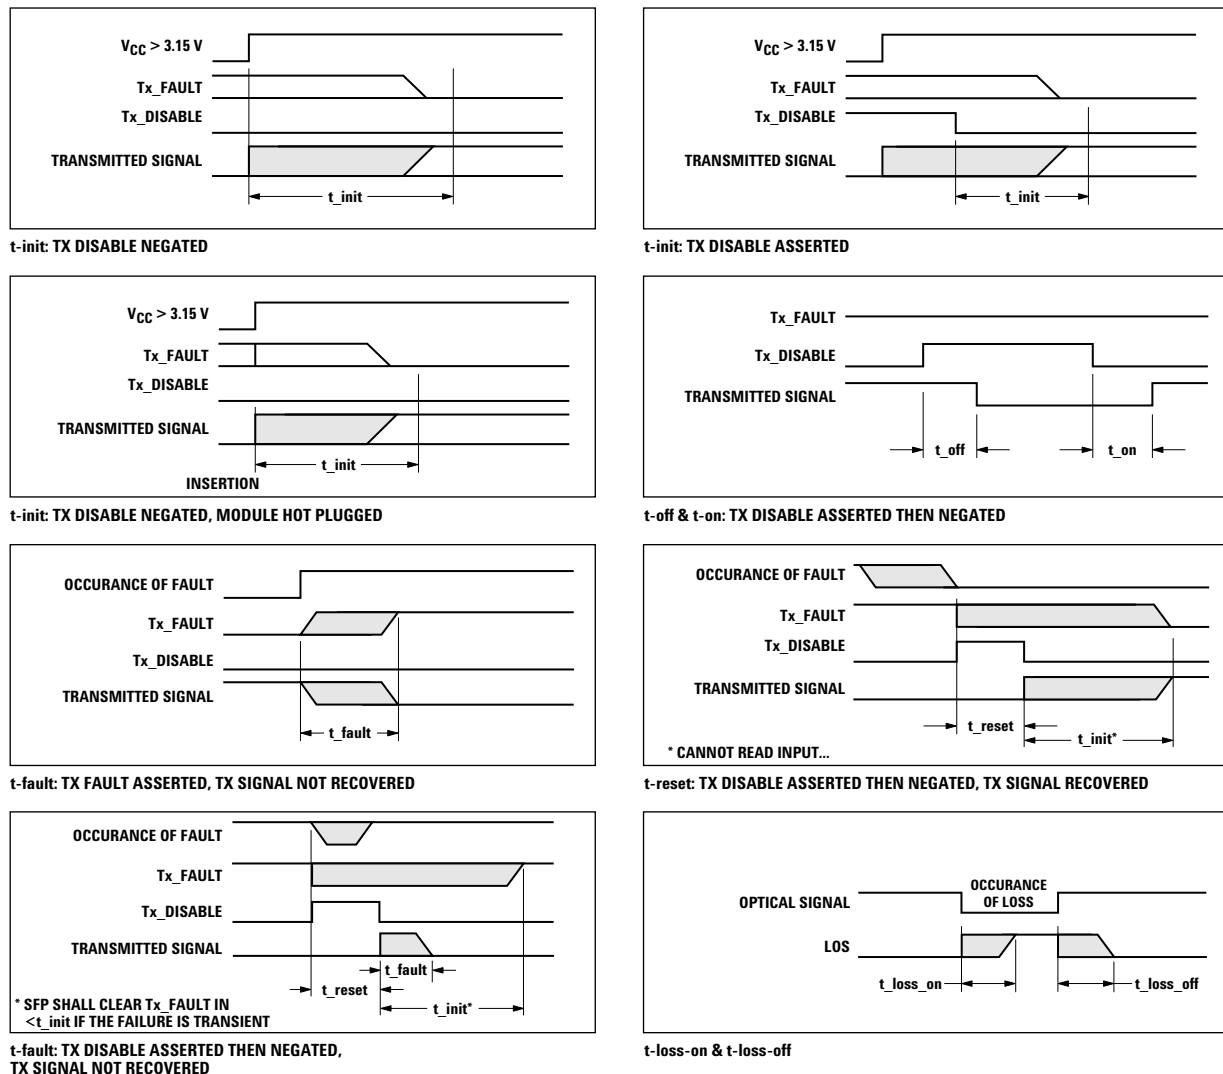 V_CC > 3.15 V
Tx_FAULT
Tx_DISABLE
TRANSMITTED SIGNAL
t_init
t-init: TX DISABLE NEGATED
V_CC > 3.15 V
Tx_FAULT
Tx_DISABLE
TRANSMITTED SIGNAL
t_init
t-init: TX DISABLE ASSERTED
V_CC > 3.15 V
Tx_FAULT
Tx_DISABLE
TRANSMITTED SIGNAL
t_init
INSERTION
t-init: TX DISABLE NEGATED, MODULE HOT PLUGGED
Tx_FAULT
Tx_DISABLE
TRANSMITTED SIGNAL
t_off
t_on
t-off & t-on: TX DISABLE ASSERTED THEN NEGATED
OCCURANCE OF FAULT
Tx_FAULT
Tx_DISABLE
TRANSMITTED SIGNAL
t_fault
t-fault: TX FAULT ASSERTED, TX SIGNAL NOT RECOVERED
OCCURANCE OF FAULT
Tx_FAULT
Tx_DISABLE
TRANSMITTED SIGNAL
t_reset
t_init*
* CANNOT READ INPUT...
t-reset: TX DISABLE ASSERTED THEN NEGATED, TX SIGNAL RECOVERED
OCCURANCE OF FAULT
Tx_FAULT
Tx_DISABLE
TRANSMITTED SIGNAL
t_fault
t_reset
t_init*
* SFP SHALL CLEAR Tx_FAULT IN
<t_init IF THE FAILURE IS TRANSIENT
t-fault: TX DISABLE ASSERTED THEN NEGATED,
TX SIGNAL NOT RECOVERED
OPTICAL SIGNAL
OCCURANCE
OF LOSS
LOS
t_loss_on
t_loss_off
t-loss-on & t-loss-off